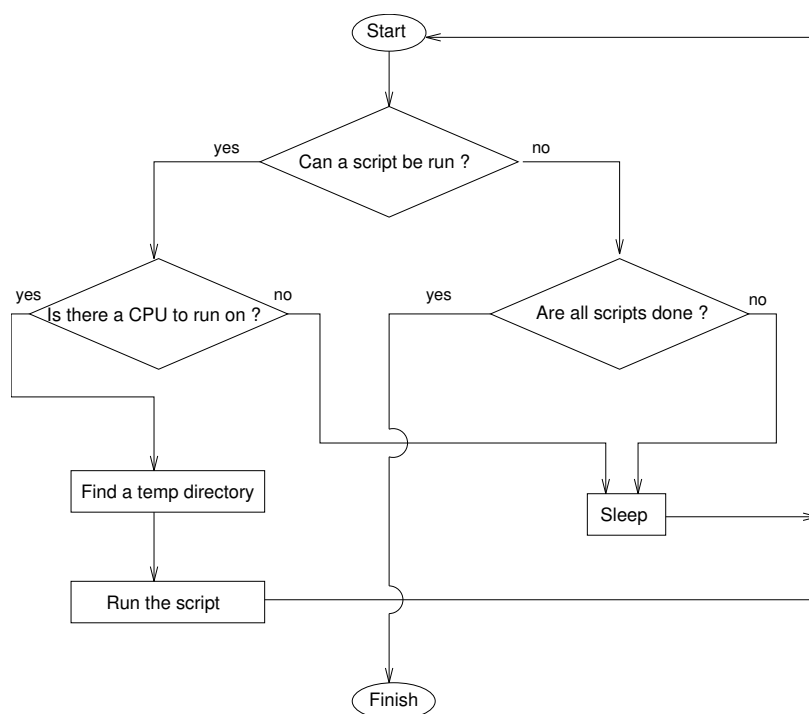 Start
Can a script be run ?
yes
no
Is there a CPU to run on ?
yes
no
Are all scripts done ?
yes
no
Find a temp directory
Sleep
Run the script
Finish